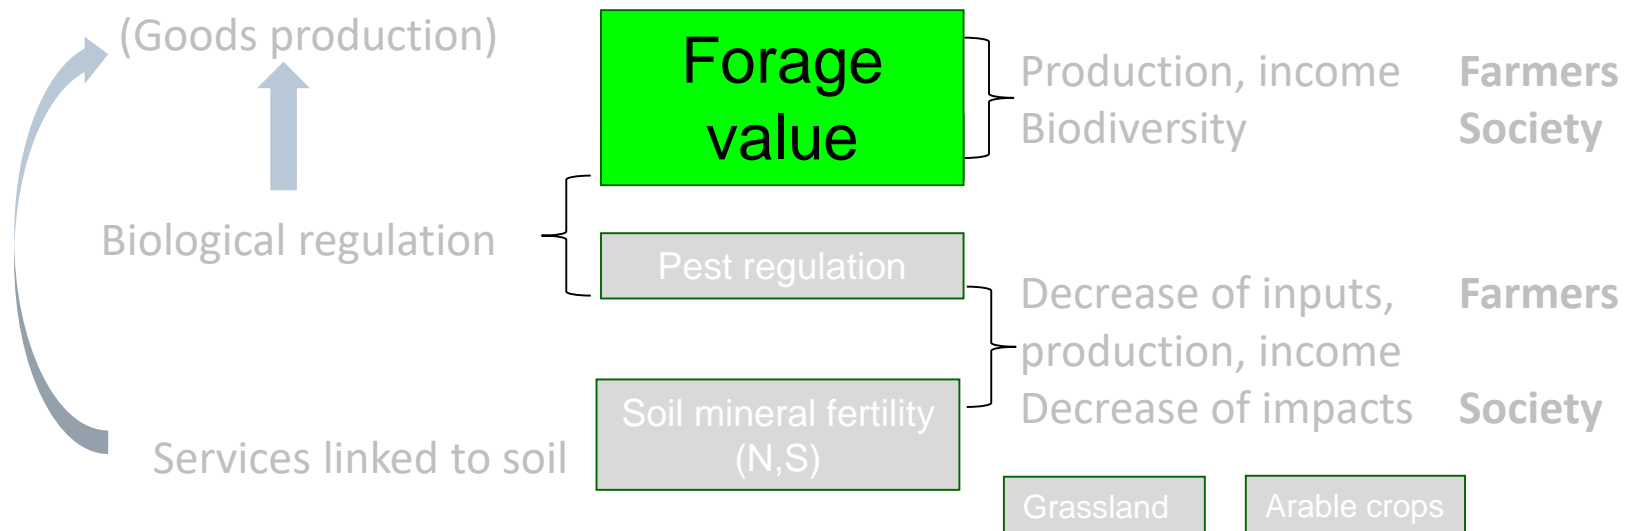 (Goods production)
Forage
value
Production, income Farmers
Biodiversity Society
Biological regulation
Pest regulation
Decrease of inputs, Farmers
production, income
Decrease of impacts Society
Soil mineral fertility
(N,S)
Services linked to soil
Grassland
Arable crops